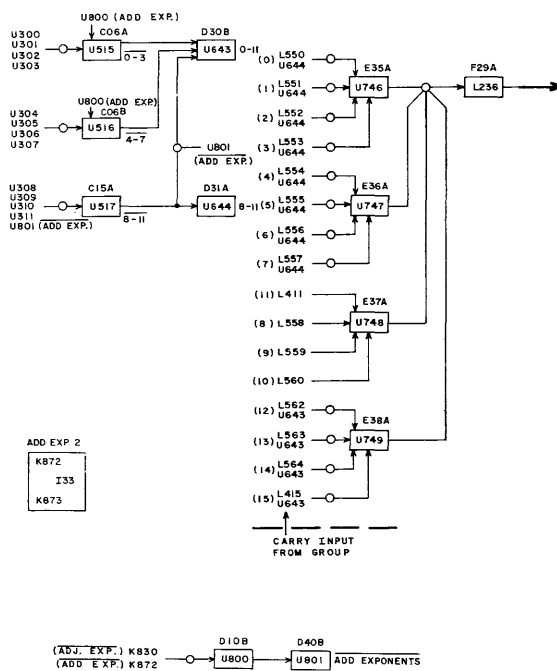 U800 (ADD EXP.)
U300
U301
U302
U303
C06A
U515
0-3
D30B
U643
0-11
U304
U305
U306
U307
U800 (ADD EXP.)
C06B
U516
4-7
U801
(ADD EXP.)
U308
U309
U310
U311
U801 (ADD EXP.)
C15A
U517
8-11
D31A
U644
8-11
(0) L550
U644
(1) L551
U644
(2) L552
U644
(3) L553
U644
E35A
U746
F29A
L236
(4) L554
U644
(5) L555
U644
(6) L556
U644
(7) L557
U644
E36A
U747
(11) L411
(8) L558
(9) L559
(10) L560
E37A
U748
(12) L562
U643
(13) L563
U643
(14) L564
U643
(15) L415
U643
E38A
U749
CARRY INPUT
FROM GROUP
ADD EXP 2
K872
I33
K873
(ADJ. EXP.) K830
(ADD EXP.) K872
D10B
U800
D40B
U801
ADD EXPONENTS